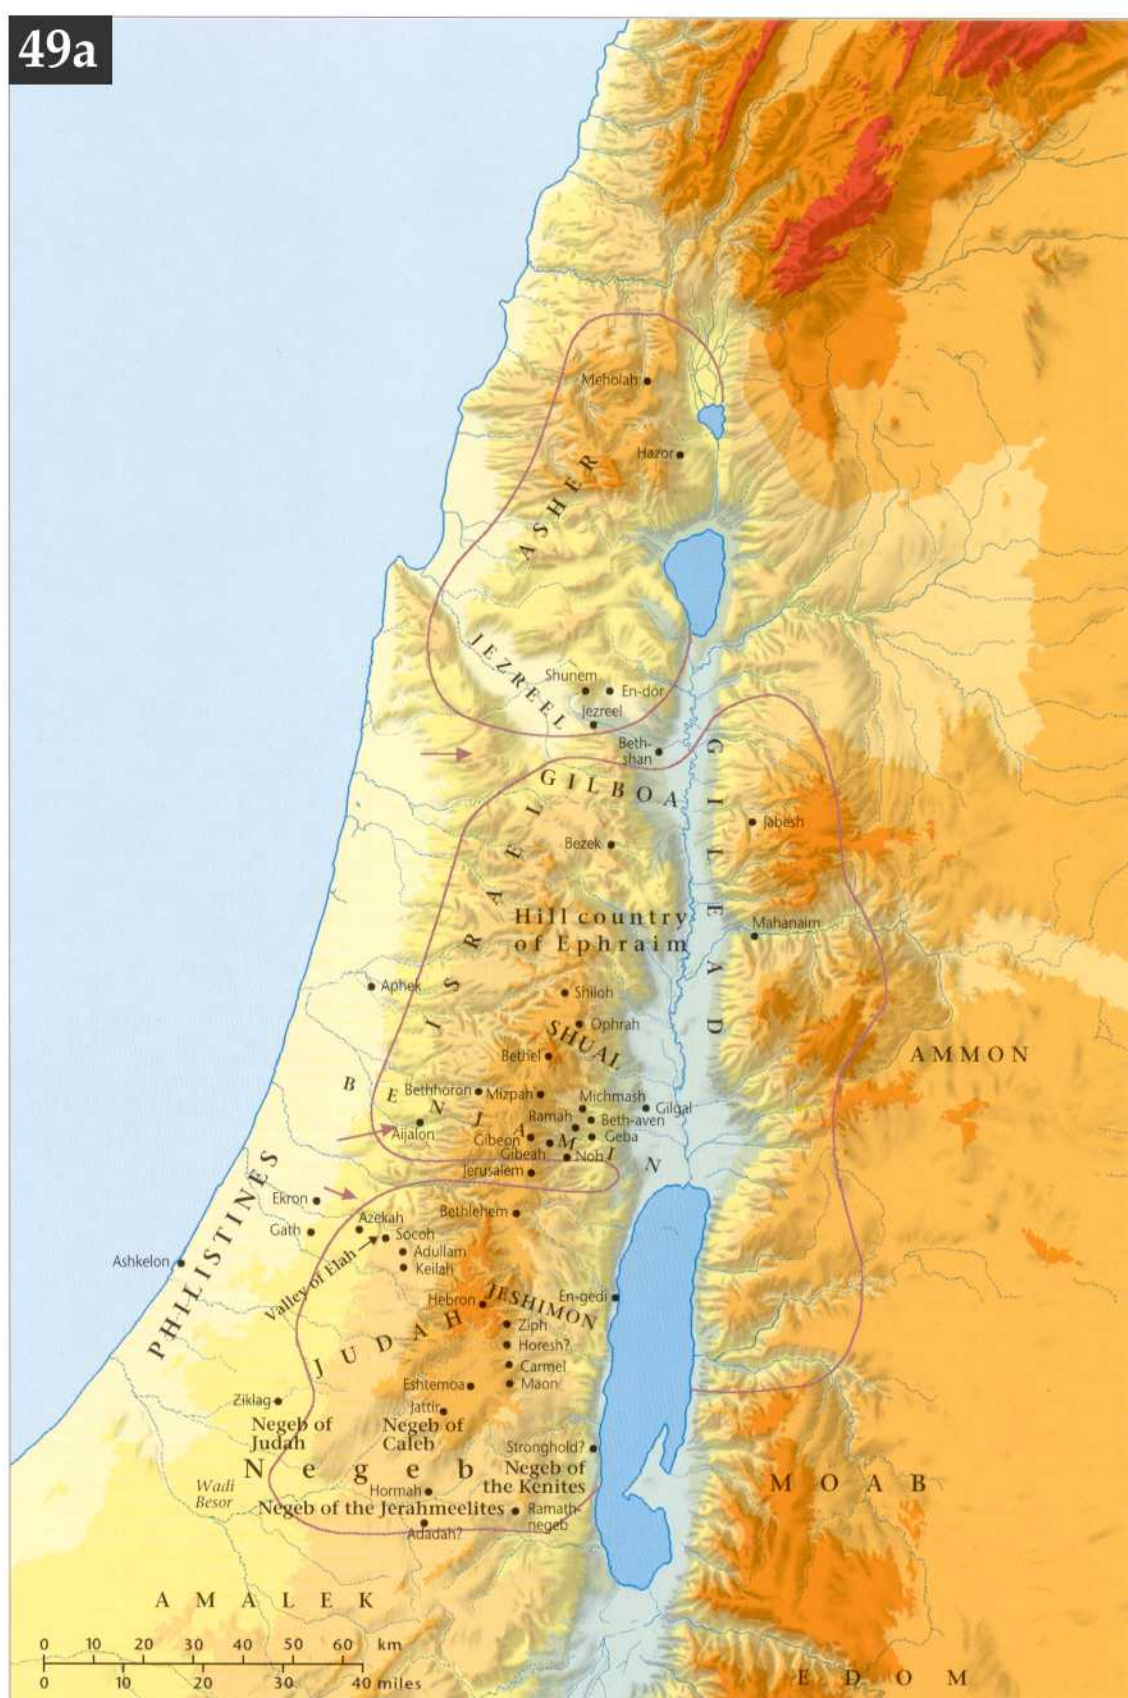 49a
Meholah
Hazor
ASHER
JEZREEL
Shunem
En-dor
Jezreel
Beth-
shan
GILBOA
GILEAD
Jabesh
ISRAEL
Bezek
Hill country
of Ephraim
Mahanaim
Aphek
Shiloh
Ophrah
SHUAL
Bethel
AMMON
BENJAMIN
Bethhoron
Mizpah
Michmash
Gilgal
Ramah
Beth-aven
Aijalon
Gibeon
Geba
Gibeah
Nob
Jerusalem
PHILISTINES
Ekron
Bethlehem
Azekah
Gath
Socoh
Ashkelon
Adullam
Valley of Elah
Keilah
Hebron
JESHIMON
En-gedi
Ziph
JUDAH
Horesh?
Carmel
Eshtemoa
Maon
Ziklag
Jattir
Negeb of
Judah
Negeb of
Caleb
Stronghold?
Negeb
Negeb of
the Kenites
MOAB
Wadi
Besor
Hormah
Negeb of the Jerahmeelites
Ramath-
negeb
Adadah?
AMALEK
0 10 20 30 40 50 60 km
0 10 20 30 40 miles
EDOM